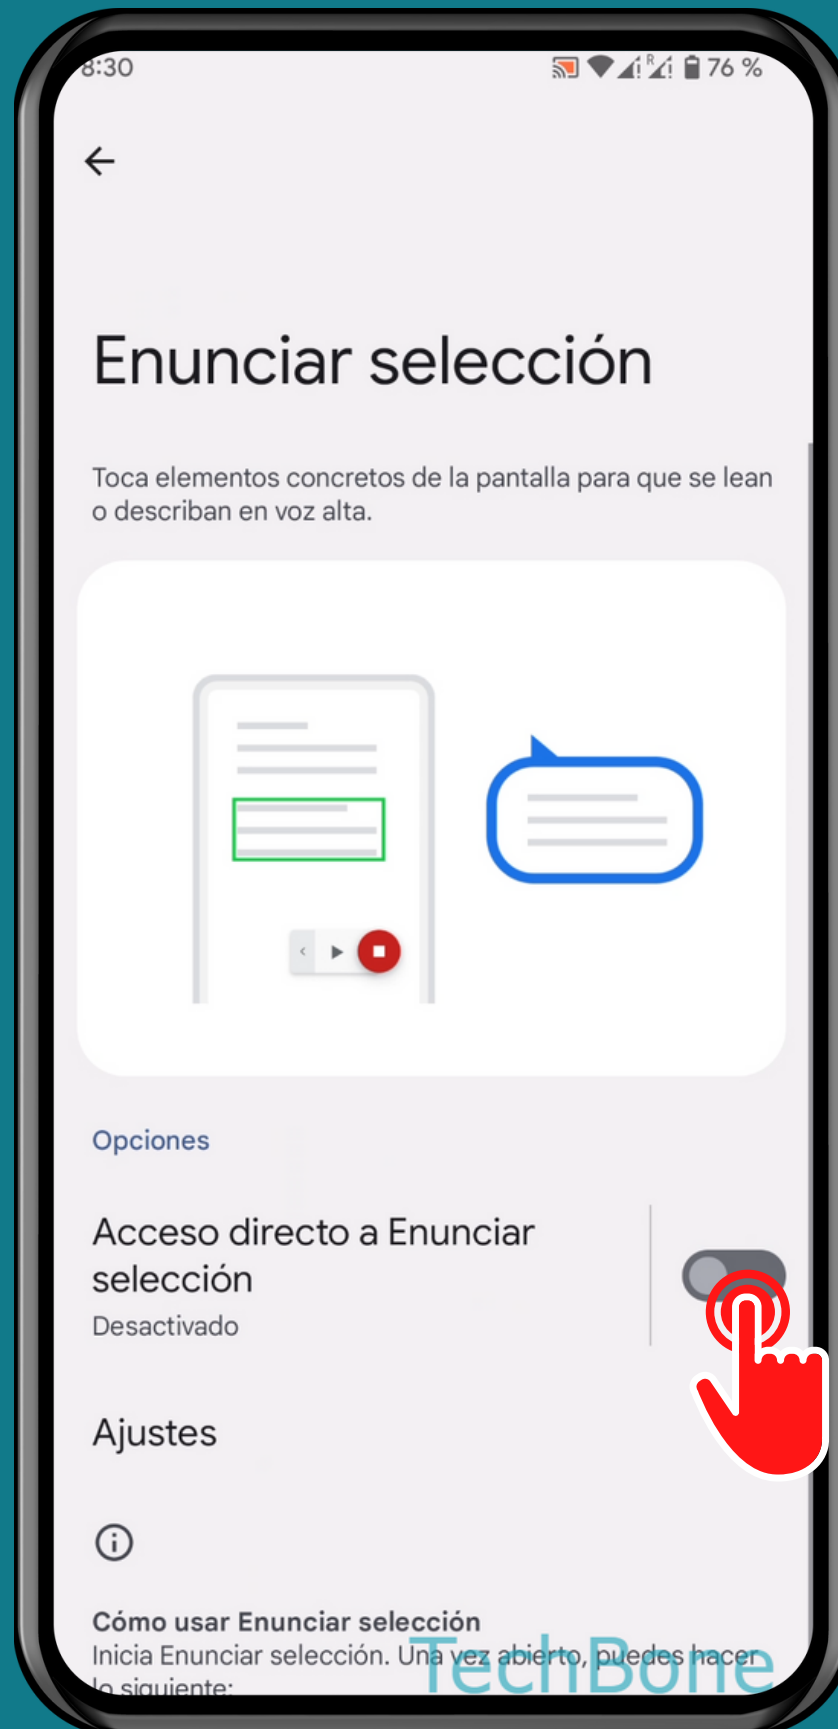 8:30
R
76 %
Enunciar selección
Toca elementos concretos de la pantalla para que se lean
o describan en voz alta.
Opciones
Acceso directo a Enunciar
selección
Desactivado
Ajustes
Cómo usar Enunciar selección
Inicia Enunciar selección. Una vez abierto, puedes hacer
lo siguiente:
TechBone